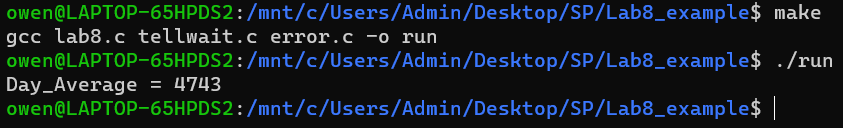 owen@LAPTOP-65HPDS2:/mnt/c/Users/Admin/Desktop/SP/Lab8_example$ make
gcc lab8.c tellwait.c error.c -o run
owen@LAPTOP-65HPDS2:/mnt/c/Users/Admin/Desktop/SP/Lab8_example$ ./run
Day_Average = 4743
owen@LAPTOP-65HPDS2:/mnt/c/Users/Admin/Desktop/SP/Lab8_example$